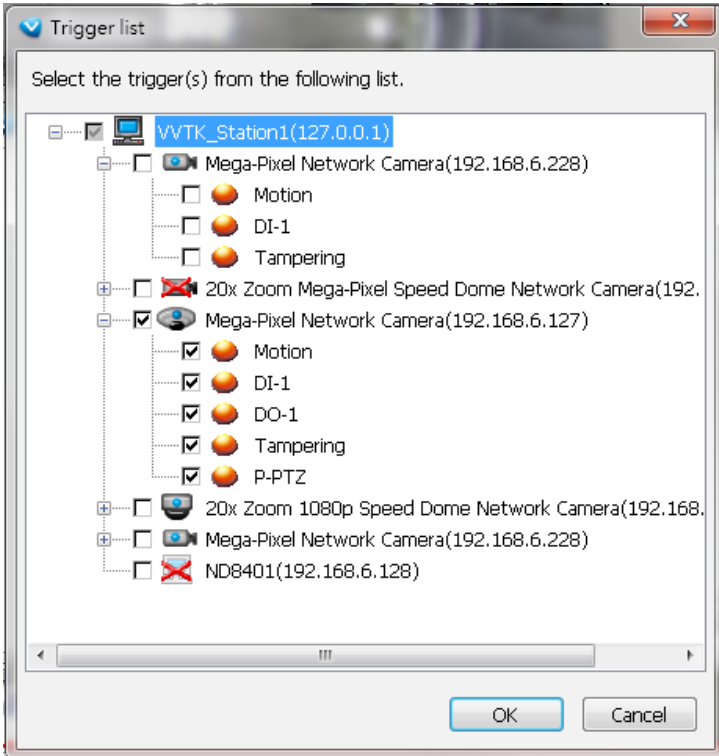 Trigger list
Select the trigger(s) from the following list.
VVTK_Station1(127.0.0.1)
Mega-Pixel Network Camera(192.168.6.228)
Motion
DI-1
Tampering
20x Zoom Mega-Pixel Speed Dome Network Camera(192.
Mega-Pixel Network Camera(192.168.6.127)
Motion
DI-1
DO-1
Tampering
P-PTZ
20x Zoom 1080p Speed Dome Network Camera(192.168.
Mega-Pixel Network Camera(192.168.6.228)
ND8401(192.168.6.128)
OK Cancel